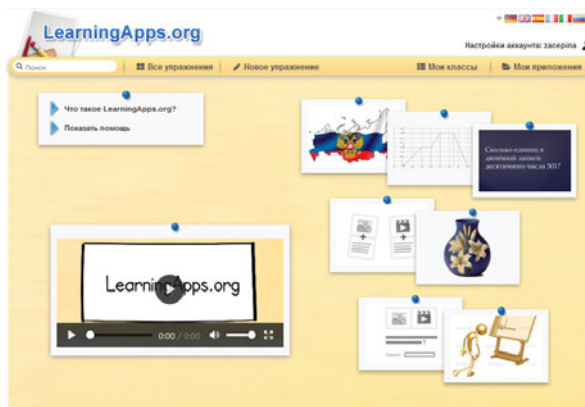 LearningApps.org
Настройки аккаунта: zacepina
Поиск
Все упражнения
Новое упражнение
Мои классы
Мои приложения
Что такое LearningApps.org?
Показать помощь
Сколько единиц в
двоичной записи
десятичного числа 501?
LearningApps.org
0:00 / 0:00